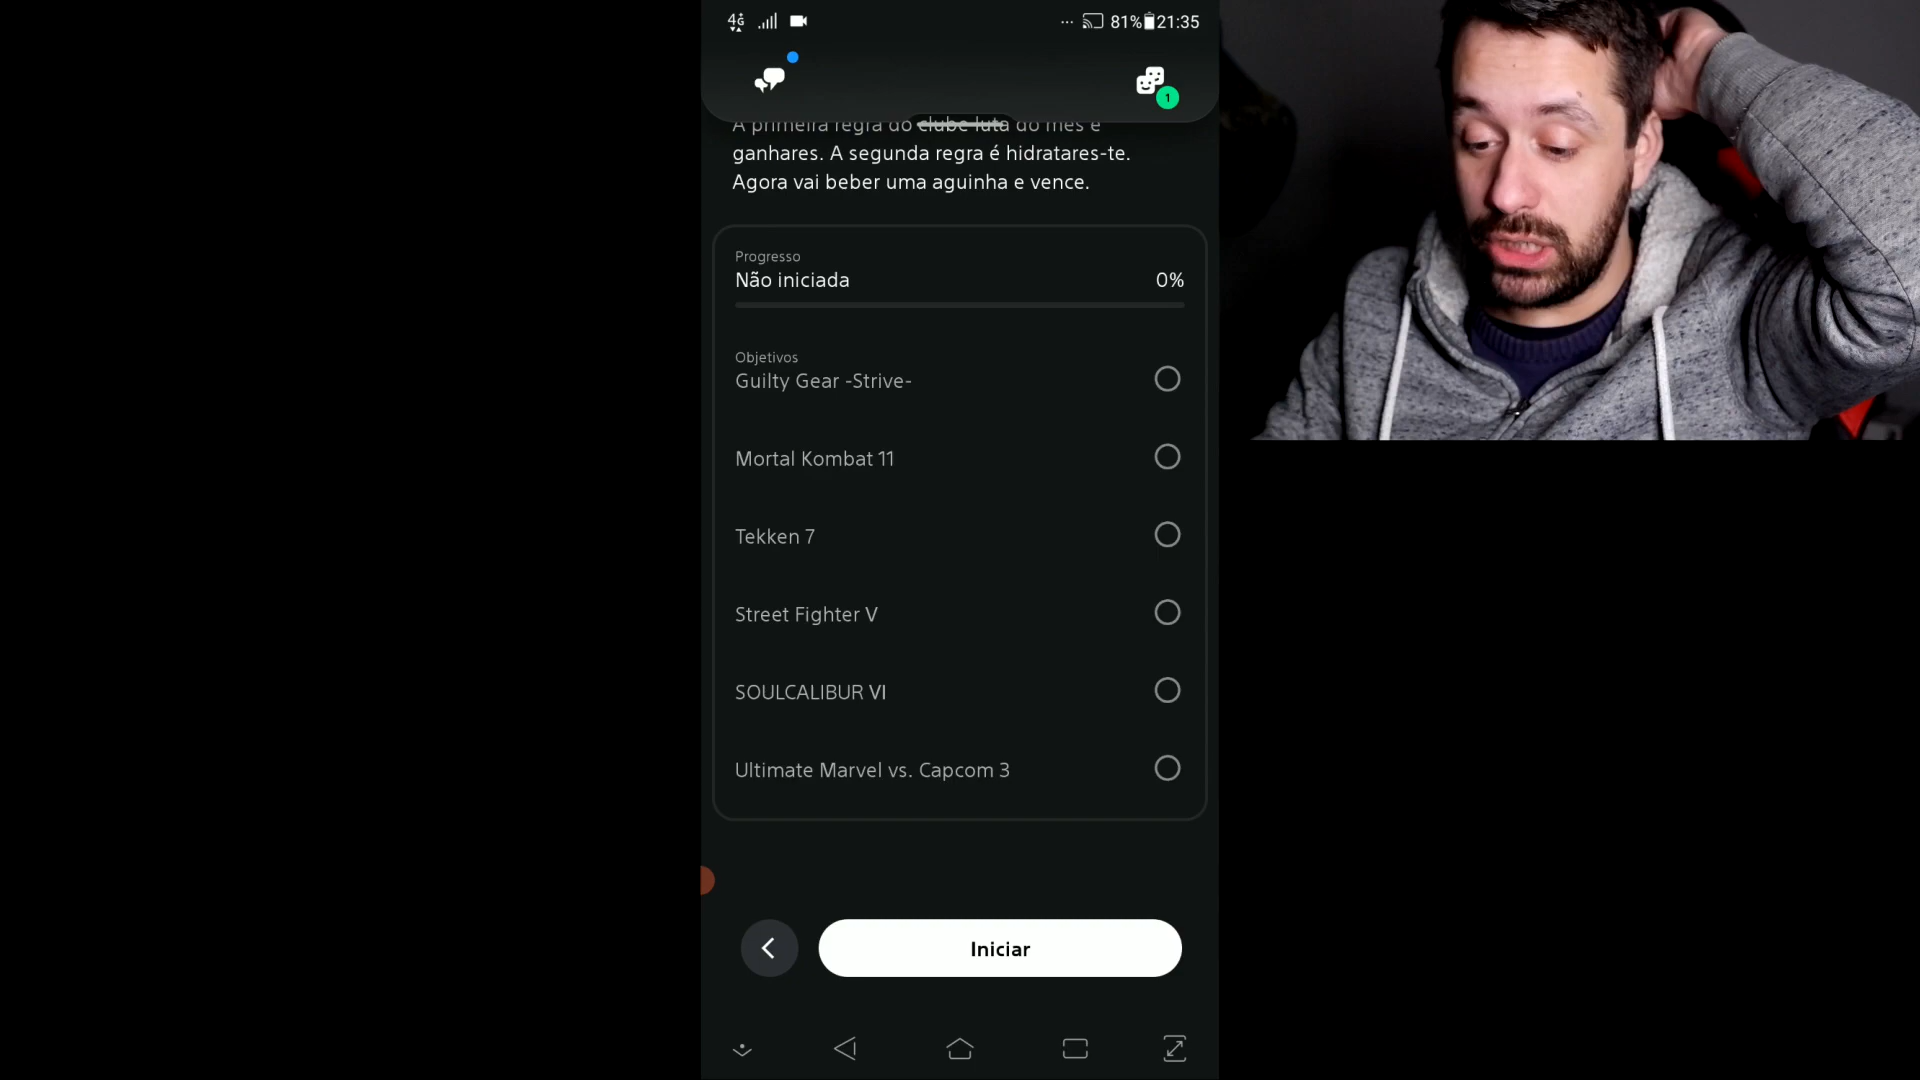 4G
81%
21:35
1
A primeira regra do clube luta do mês é
ganhares. A segunda regra é hidratares-te.
Agora vai beber uma aguinha e vence.
Progresso
Não iniciada
0%
Objetivos
Guilty Gear -Strive-
Mortal Kombat 11
Tekken 7
Street Fighter V
SOULCALIBUR VI
Ultimate Marvel vs. Capcom 3
Iniciar